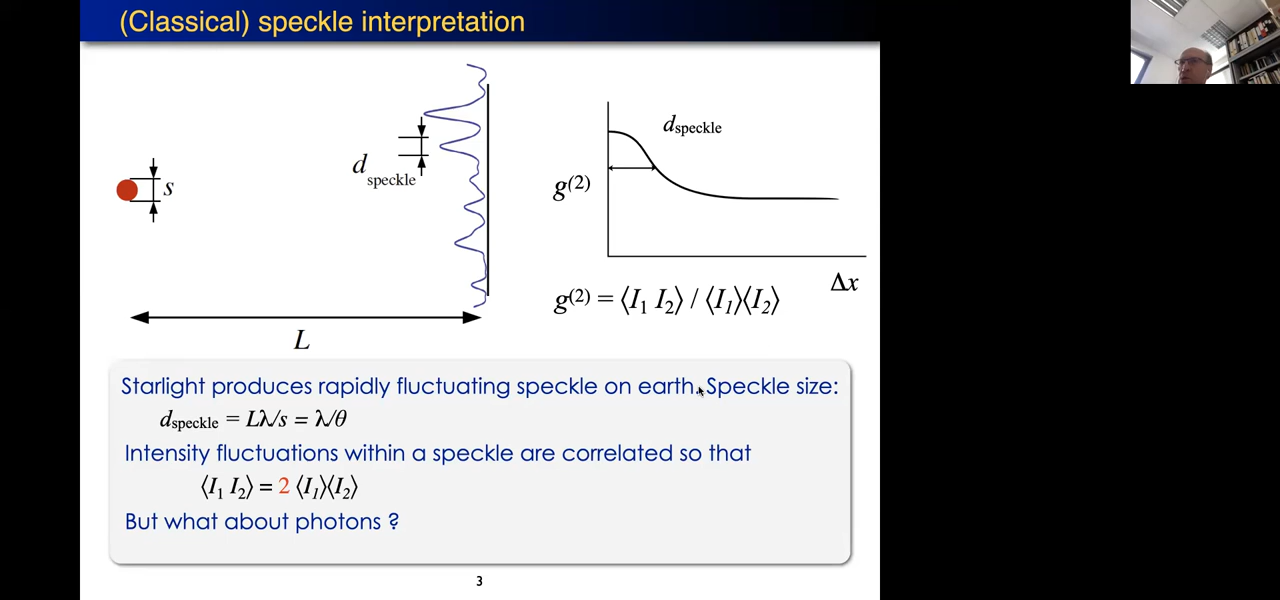 (Classical) speckle interpretation
d speckle
s
L
dspeckle
g(2)
Δx
g(2) = ⟨I1 I2⟩ / ⟨I1⟩⟨I2⟩
Starlight produces rapidly fluctuating speckle on earth. Speckle size:
dspeckle = Lλ/s = λ/θ
Intensity fluctuations within a speckle are correlated so that
⟨I1 I2⟩ = 2 ⟨I1⟩⟨I2⟩
But what about photons ?
3